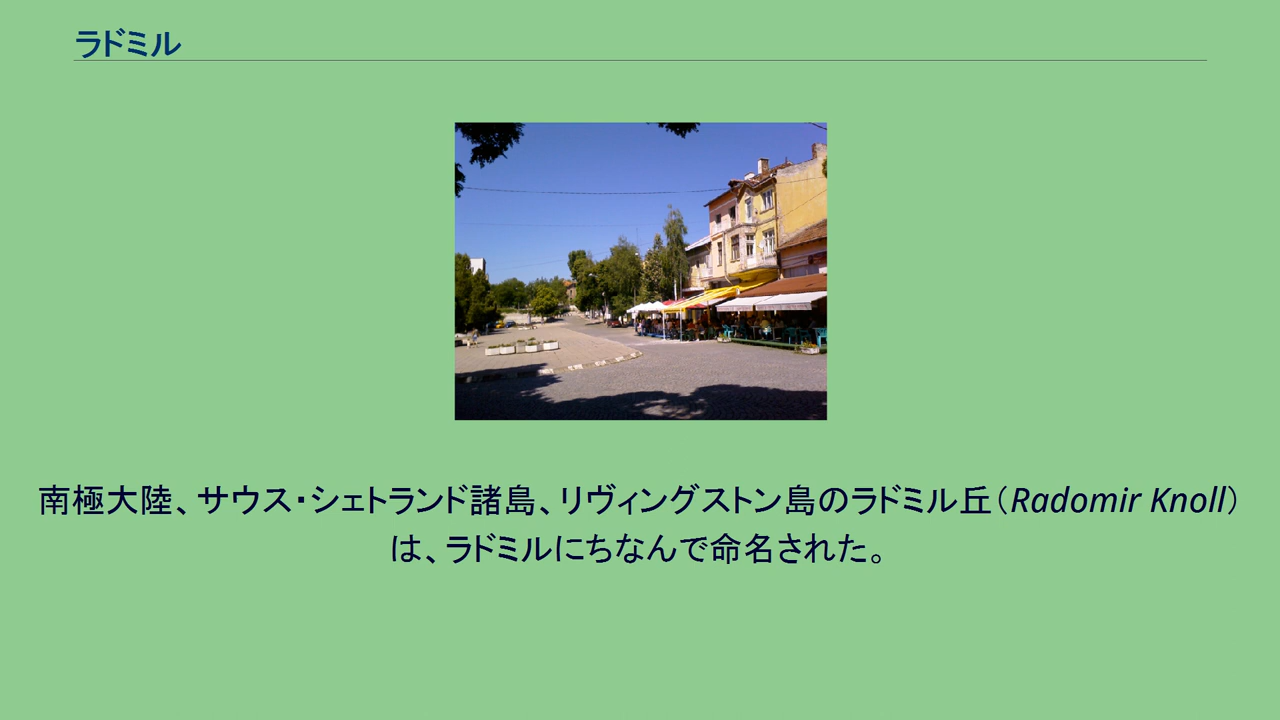 ラドミル
南極大陸、サウス・シェトランド諸島、リヴィングストン島のラドミル丘（Radomir Knoll）
は、ラドミルにちなんで命名された。